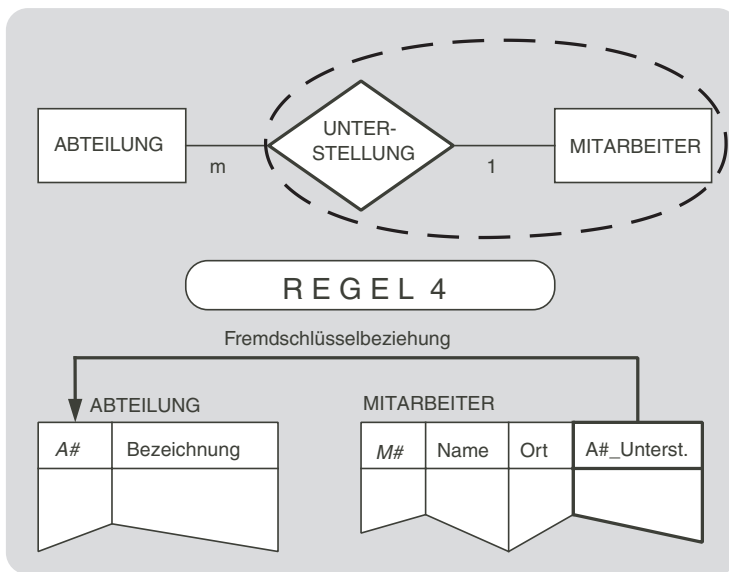 ABTEILUNG
UNTER-
STELLUNG
MITARBEITER
m
1
REGEL 4
Fremdschlüsselbeziehung
ABTEILUNG
MITARBEITER
A# Bezeichnung
M# Name Ort A#_Unterst.